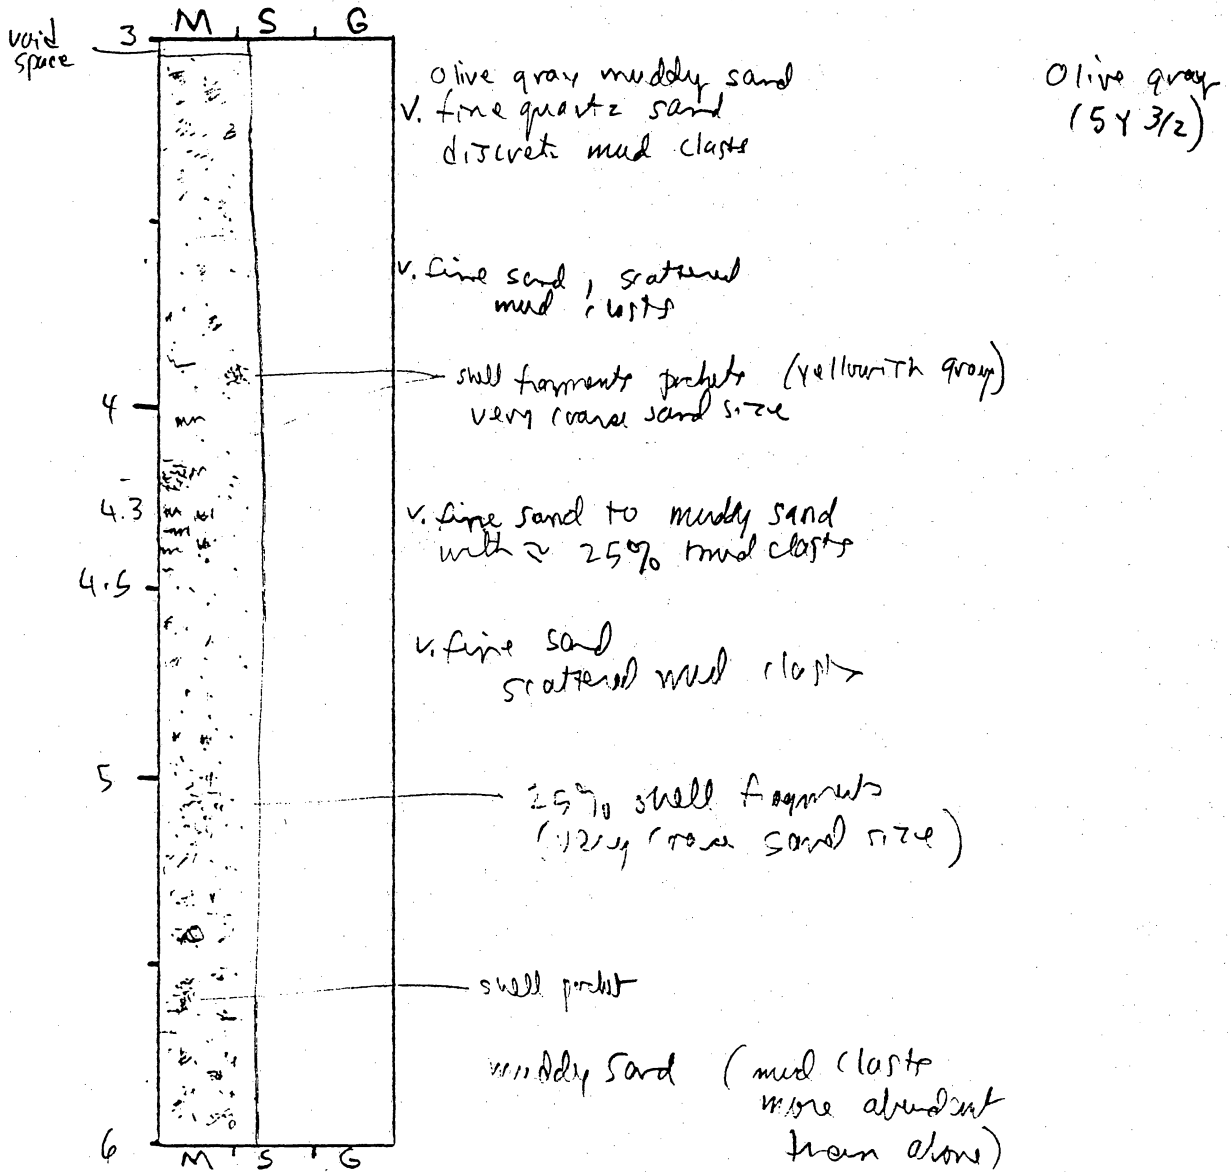 M S G
void
space
3
Olive gray muddy sand
v. fine quartz sand
discrete mud clasts
Olive gray
(5Y 3/2)
v. fine sand, scattered
mud clasts
shell fragments pockets (yellowish gray)
very coarse sand size
4
4.3
v. fine sand to muddy sand
with ≈ 25% mud clasts
4.5
v. fine sand
scattered mud clasts
5
25% shell fragments
(very coarse sand size)
shell pocket
muddy sand (mud clasts
more abundant
than above)
6
M S G